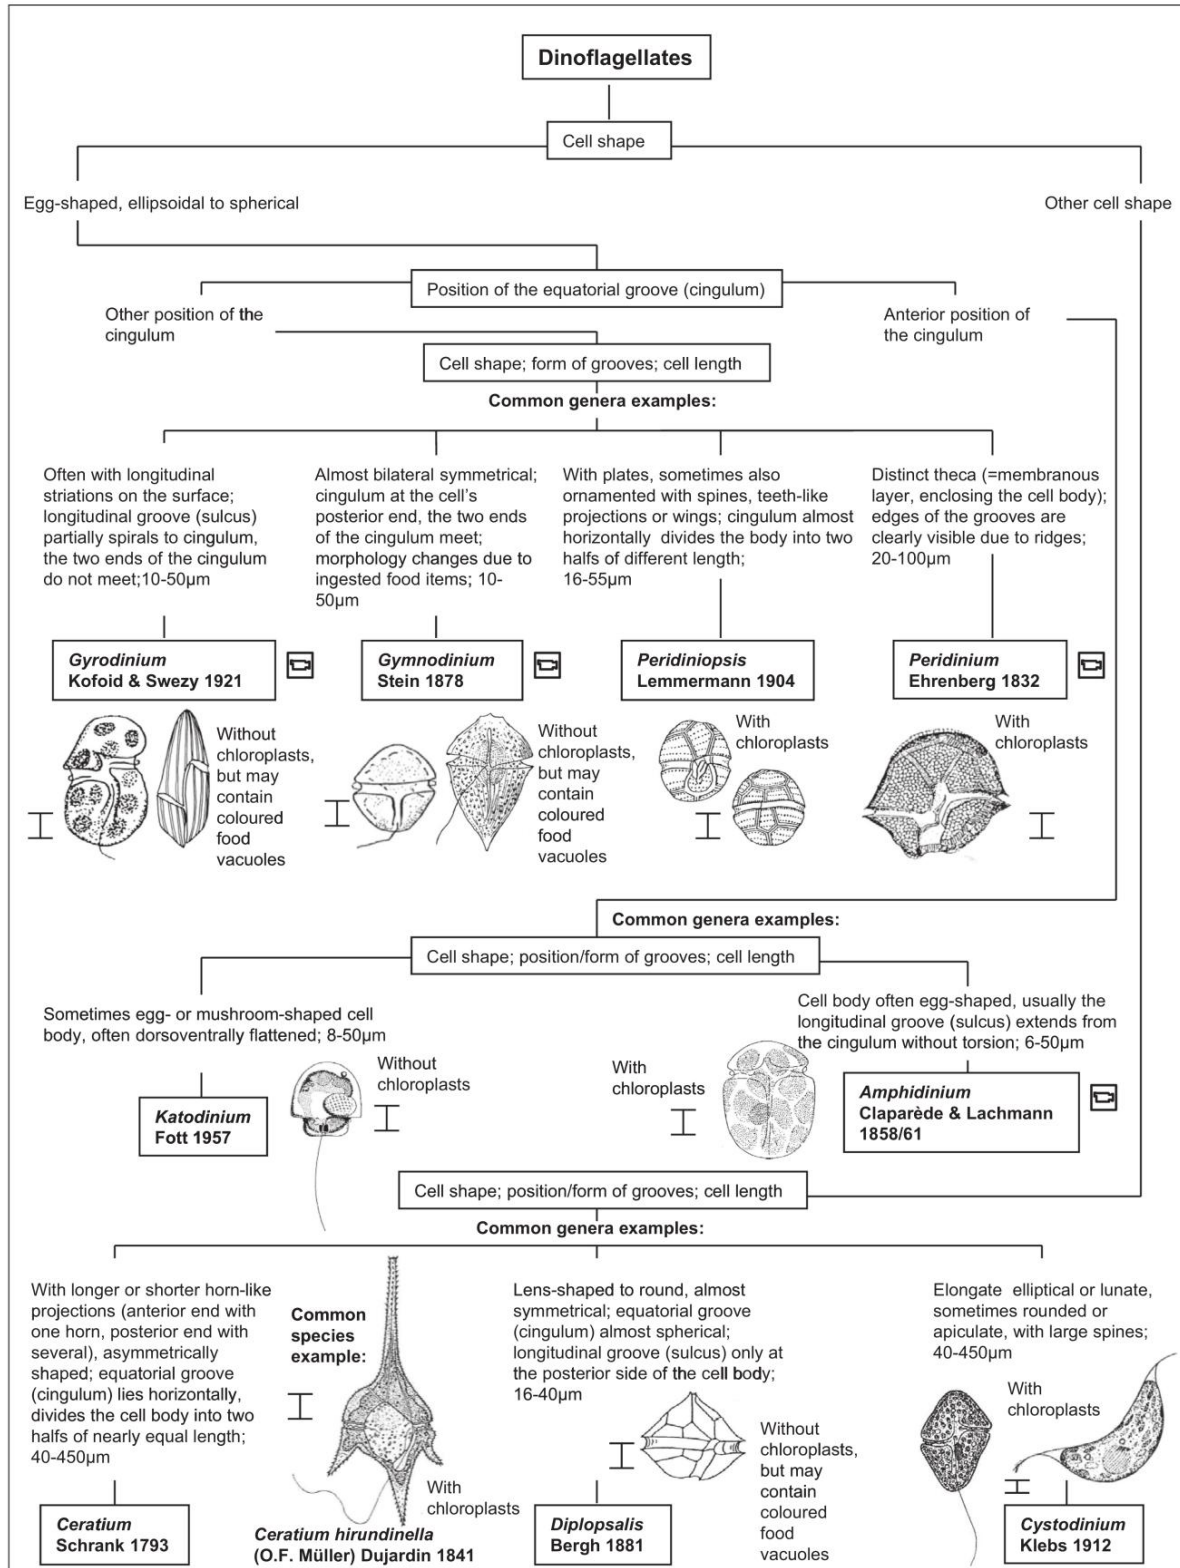 Dinoflagellates
Cell shape
Egg-shaped, ellipsoidal to spherical
Other cell shape
Position of the equatorial groove (cingulum)
Other position of the
cingulum
Anterior position of
the cingulum
Cell shape; form of grooves; cell length
Common genera examples:
Often with longitudinal
striations on the surface;
longitudinal groove (sulcus)
partially spirals to cingulum,
the two ends of the cingulum
do not meet;10-50µm
Almost bilateral symmetrical;
cingulum at the cell's
posterior end, the two ends
of the cingulum meet;
morphology changes due to
ingested food items; 10-
50µm
With plates, sometimes also
ornamented with spines, teeth-like
projections or wings; cingulum almost
horizontally divides the body into two
halfs of different length;
16-55µm
Distinct theca (=membranous
layer, enclosing the cell body);
edges of the grooves are
clearly visible due to ridges;
20-100µm
Gyrodinium
Kofoid & Swezy 1921
Gymnodinium
Stein 1878
Peridiniopsis
Lemmermann 1904
Peridinium
Ehrenberg 1832
Without
chloroplasts,
but may
contain
coloured
food
vacuoles
Without
chloroplasts,
but may
contain
coloured
food
vacuoles
With
chloroplasts
With
chloroplasts
Common genera examples:
Cell shape; position/form of grooves; cell length
Sometimes egg- or mushroom-shaped cell
body, often dorsoventrally flattened; 8-50µm
Cell body often egg-shaped, usually the
longitudinal groove (sulcus) extends from
the cingulum without torsion; 6-50µm
Without
chloroplasts
With
chloroplasts
Katodinium
Fott 1957
Amphidinium
Claparède & Lachmann
1858/61
Cell shape; position/form of grooves; cell length
Common genera examples:
With longer or shorter horn-like
projections (anterior end with
one horn, posterior end with
several), asymmetrically
shaped; equatorial groove
(cingulum) lies horizontally,
divides the cell body into two
halfs of nearly equal length;
40-450µm
Common
species
example:
Lens-shaped to round, almost
symmetrical; equatorial groove
(cingulum) almost spherical;
longitudinal groove (sulcus) only at
the posterior side of the cell body;
16-40µm
Elongate elliptical or lunate,
sometimes rounded or
apiculate, with large spines;
40-450µm
With
chloroplasts
Without
chloroplasts,
but may
contain
coloured
food
vacuoles
With
chloroplasts
Ceratium
Schrank 1793
Ceratium hirundinella
(O.F. Müller) Dujardin 1841
Diplopsalis
Bergh 1881
Cystodinium
Klebs 1912